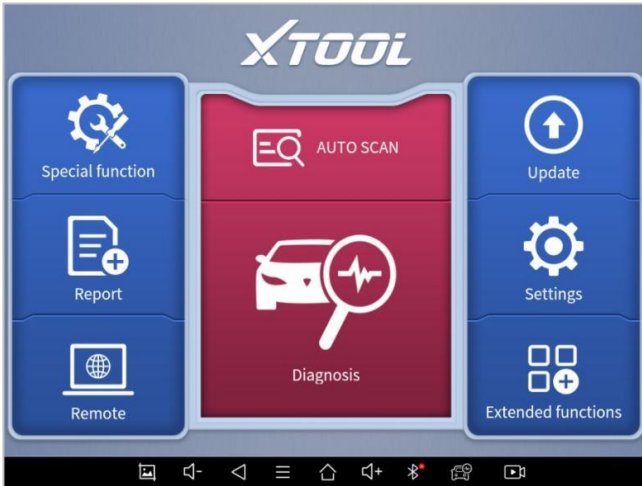 XTOOL
Special function
AUTO SCAN
Update
Report
Diagnosis
Settings
Remote
Extended functions